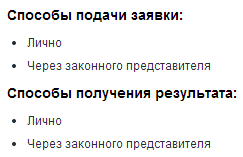 Способы подачи заявки:
Лично
Через законного представителя
Способы получения результата:
Лично
Через законного представителя